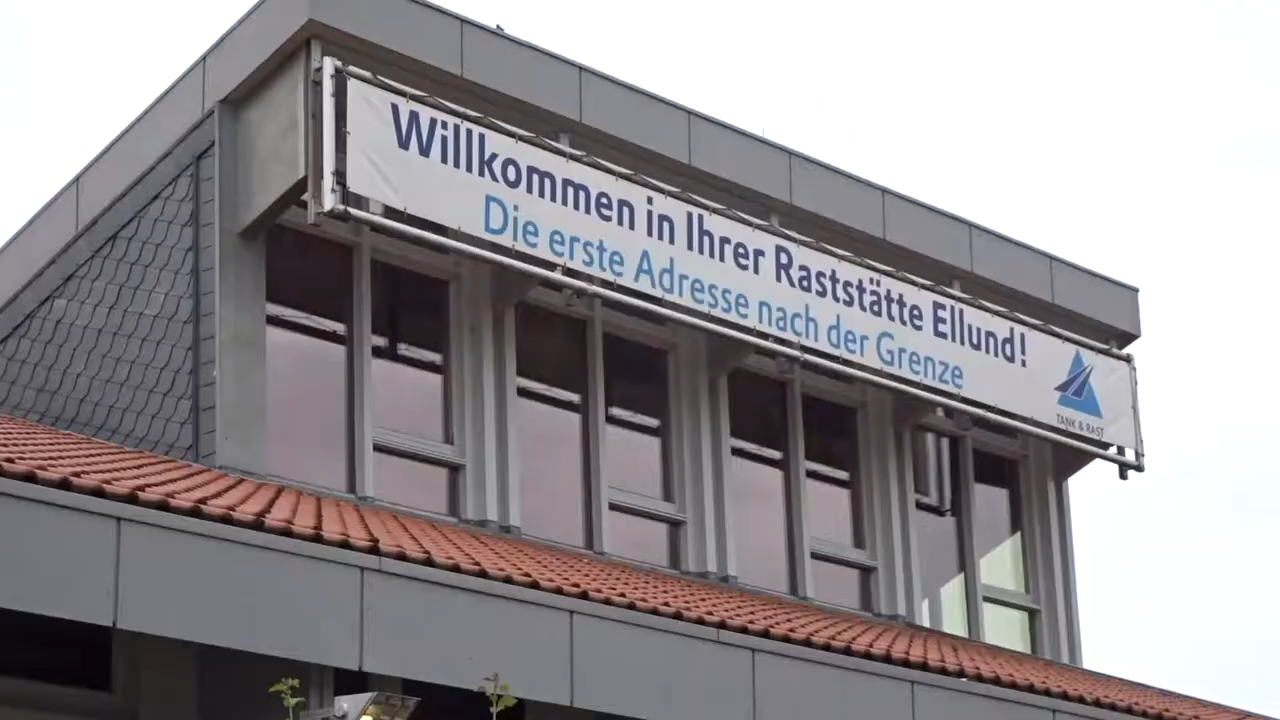 Willkommen in Ihrer Raststätte Ellund!
Die erste Adresse nach der Grenze
TANK & RAST